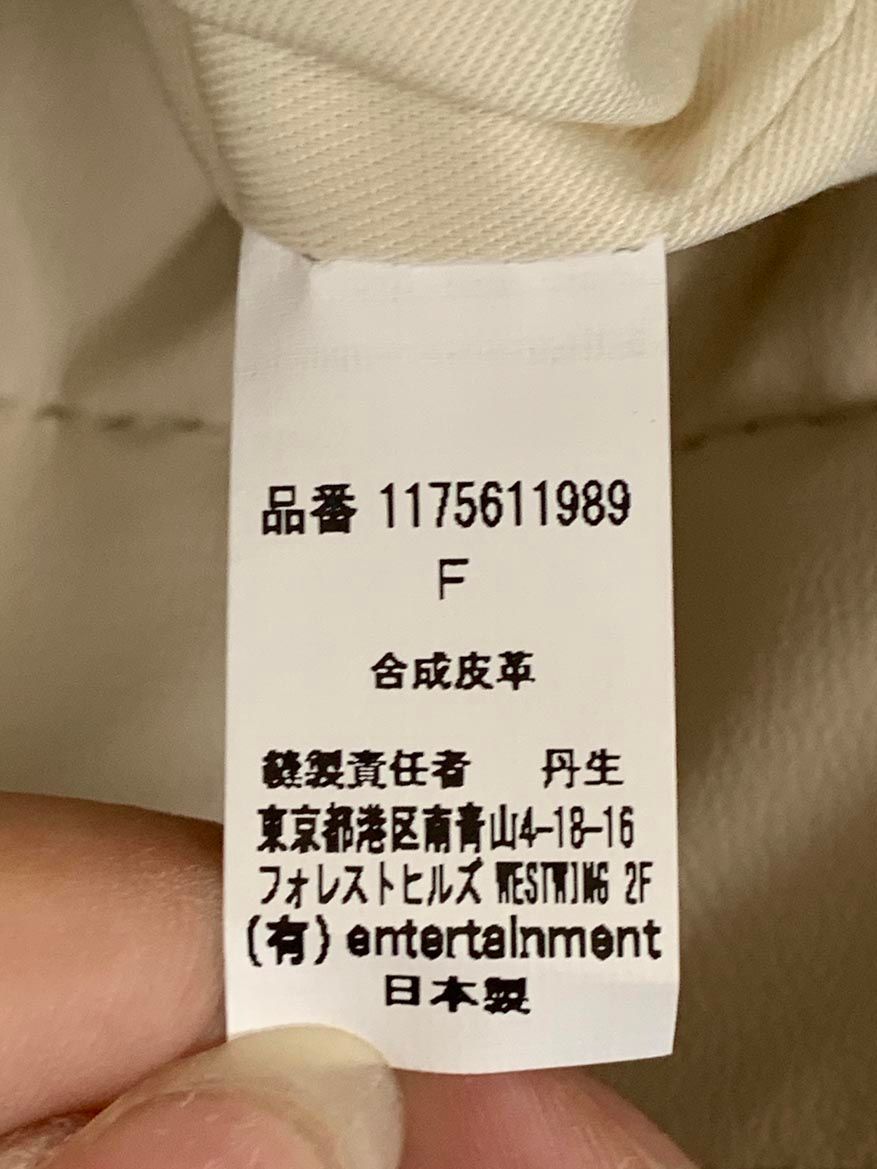 品番 1175611989
F
合成皮革
縫製責任者 丹生
東京都港区南青山4-18-16
フォレストヒルズ WESTWING 2F
(有) entertainment
日本製